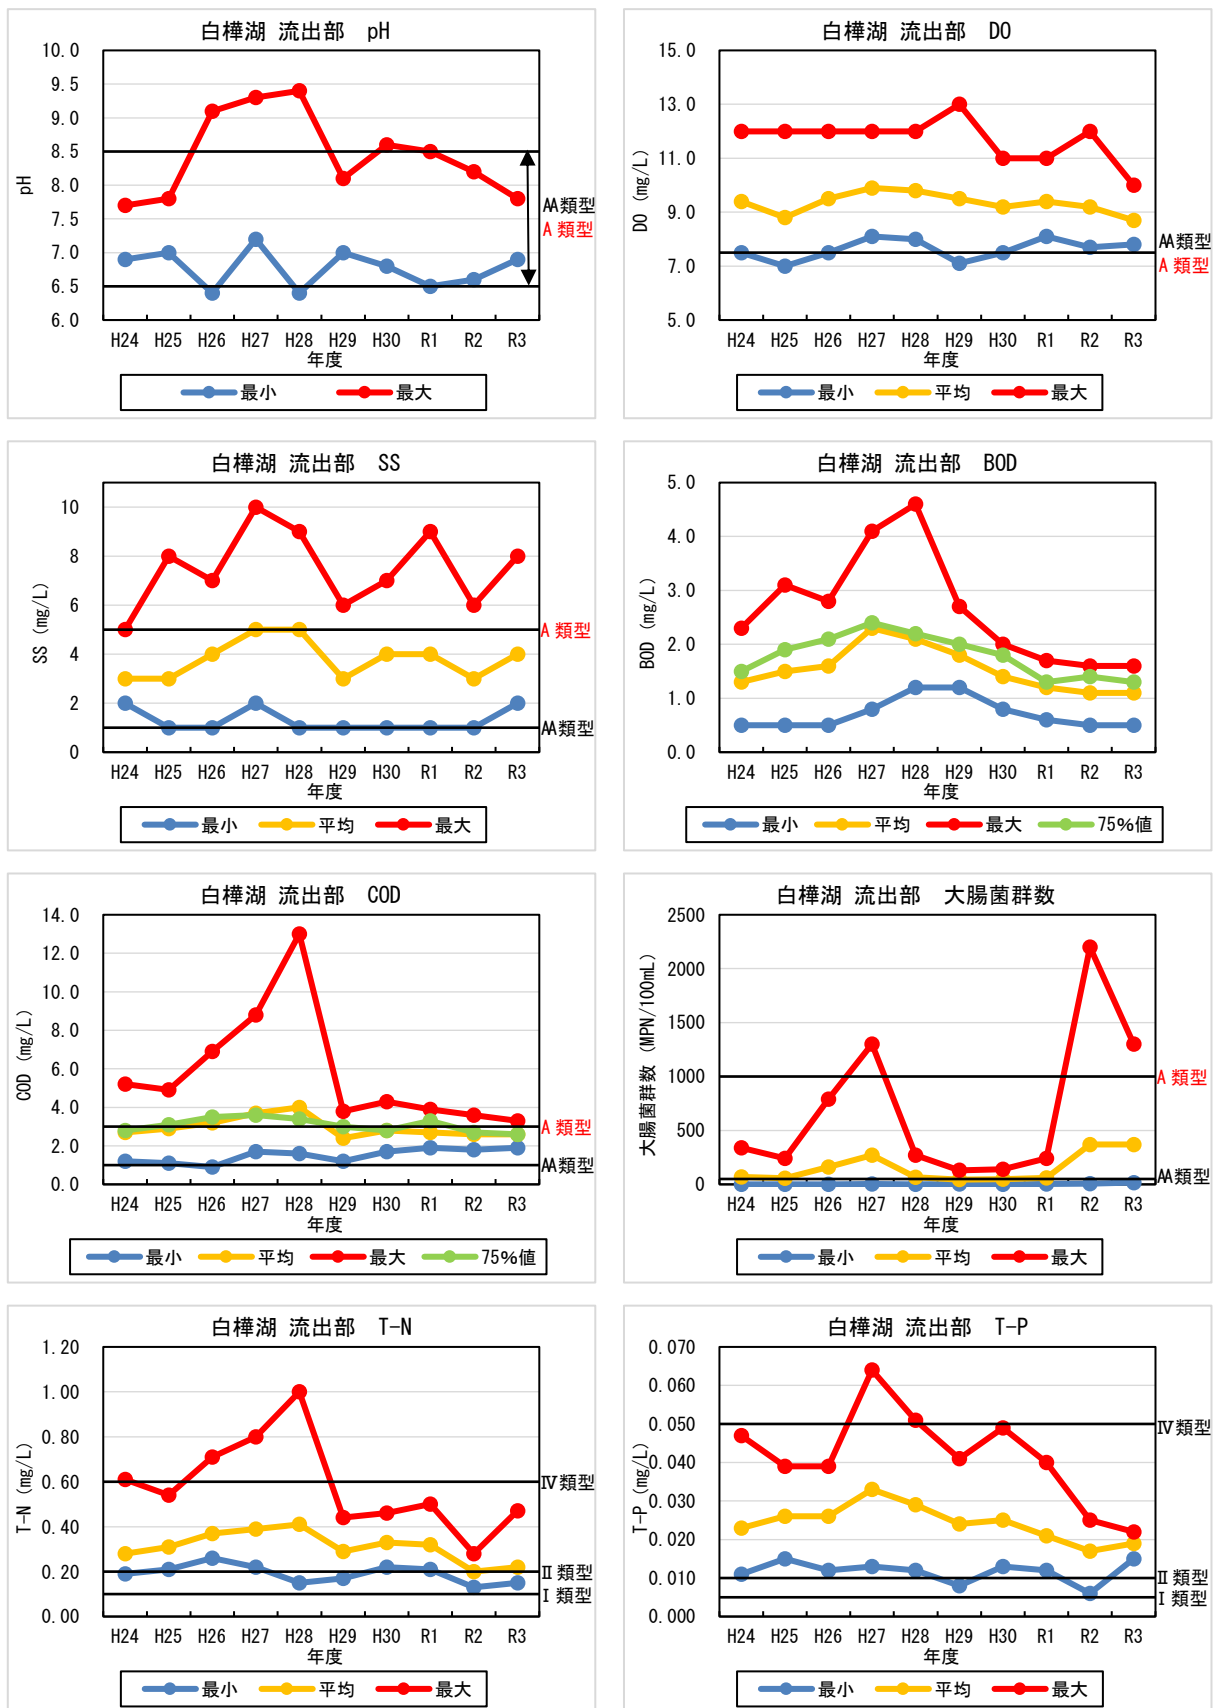 白樺湖 流出部 pH
10.0
9.5
9.0
8.5
8.0
7.5
7.0
6.5
6.0
pH
AA類型
A 類型
H24 H25 H26 H27 H28 H29 H30 R1 R2 R3
年度
最小 最大
白樺湖 流出部 DO
15.0
13.0
11.0
9.0
7.0
5.0
DO (mg/L)
AA類型
A 類型
H24 H25 H26 H27 H28 H29 H30 R1 R2 R3
年度
最小 平均 最大
白樺湖 流出部 SS
10
8
6
4
2
0
SS (mg/L)
A 類型
AA類型
H24 H25 H26 H27 H28 H29 H30 R1 R2 R3
年度
最小 平均 最大
白樺湖 流出部 BOD
5.0
4.0
3.0
2.0
1.0
0.0
BOD (mg/L)
H24 H25 H26 H27 H28 H29 H30 R1 R2 R3
年度
最小 平均 最大 75%値
白樺湖 流出部 COD
14.0
12.0
10.0
8.0
6.0
4.0
2.0
0.0
COD (mg/L)
A 類型
AA類型
H24 H25 H26 H27 H28 H29 H30 R1 R2 R3
年度
最小 平均 最大 75%値
白樺湖 流出部 大腸菌群数
2500
2000
1500
1000
500
0
大腸菌群数 (MPN/100mL)
A 類型
AA類型
H24 H25 H26 H27 H28 H29 H30 R1 R2 R3
年度
最小 平均 最大
白樺湖 流出部 T-N
1.20
1.00
0.80
0.60
0.40
0.20
0.00
T-N (mg/L)
Ⅳ類型
Ⅱ類型
Ⅰ類型
H24 H25 H26 H27 H28 H29 H30 R1 R2 R3
年度
最小 平均 最大
白樺湖 流出部 T-P
0.070
0.060
0.050
0.040
0.030
0.020
0.010
0.000
T-P (mg/L)
Ⅳ類型
Ⅱ類型
Ⅰ類型
H24 H25 H26 H27 H28 H29 H30 R1 R2 R3
年度
最小 平均 最大